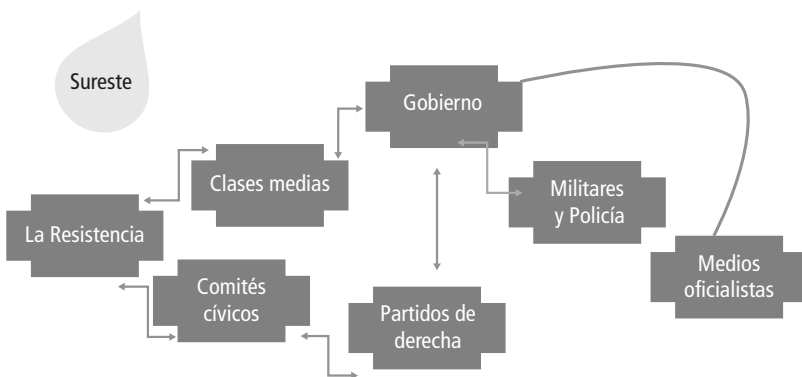 Sureste
Gobierno
Clases medias
Militares
y Policía
La Resistencia
Medios
oficialistas
Comités
cívicos
Partidos de
derecha